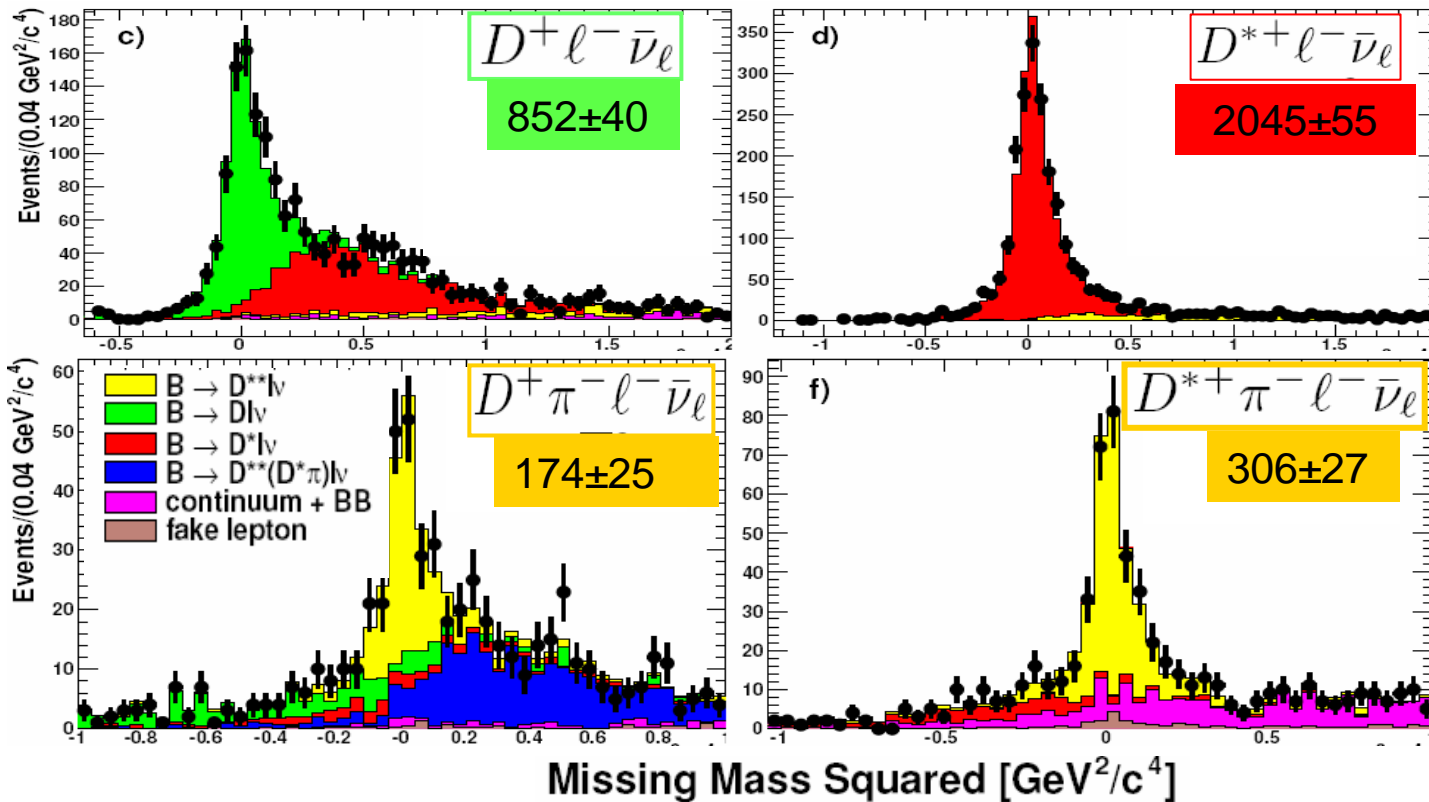 c)
D⁺ ℓ⁻ ν̄_ℓ
852±40
Events/(0.04 GeV²/c⁴)
180
160
140
120
100
80
60
40
20
0
-0.5 0 0.5 1 1.5
d)
D*⁺ ℓ⁻ ν̄_ℓ
2045±55
350
300
250
200
150
100
50
0
-1 0 1
D⁺ π⁻ ℓ⁻ ν̄_ℓ
174±25
B → D**lν
B → Dlν
B → D*lν
B → D**(D*π)lν
continuum + BB
fake lepton
Events/(0.04 GeV²/c⁴)
60
50
40
30
20
10
0
-1 -0.8 -0.6 -0.4 -0.2 -0 0.2 0.4 0.6 0.8 1
f)
D*⁺ π⁻ ℓ⁻ ν̄_ℓ
306±27
90
80
70
60
50
40
30
20
10
0
-1 -0.5 0 0.5
Missing Mass Squared [GeV²/c⁴]